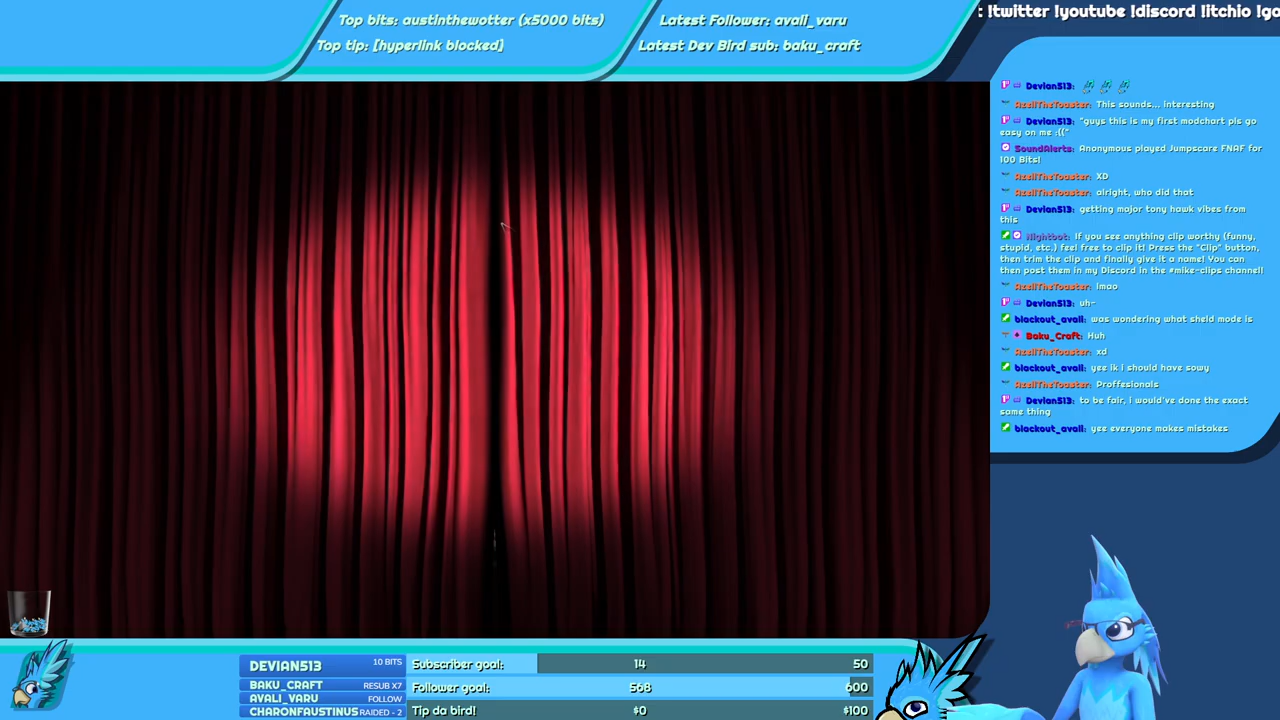 Top bits: austinthewotter (x5000 bits)
Top tip: [hyperlink blocked]
Latest Follower: avali_varu
Latest Dev Bird sub: baku_craft
: !twitter !youtube !discord !itchio !go
Devian513:
AzellTheToaster: This sounds... interesting
Devian513: "guys this is my first modchart pls go
easy on me :(("
SoundAlerts: Anonymous played Jumpscare FNAF for
100 Bits!
AzellTheToaster: XD
AzellTheToaster: alright, who did that
Devian513: getting major tony hawk vibes from
this
Nightbot: If you see anything clip worthy (funny,
stupid, etc.) feel free to clip it! Press the "Clip" button,
then trim the clip and finally give it a name! You can
then post them in my Discord in the #mike-clips channel!
AzellTheToaster: lmao
Devian513: uh-
blackout_avali: was wondering what sheld mode is
Baku_Craft: Huh
AzellTheToaster: xd
blackout_avali: yee ik i should have sowy
AzellTheToaster: Proffesionals
Devian513: to be fair, i would've done the exact
same thing
blackout_avali: yee everyone makes mistakes
DEVIAN513 10 BITS
BAKU_CRAFT RESUB X7
AVALI_VARU FOLLOW
CHARONFAUSTINUS RAIDED - 2
Subscriber goal: 14 50
Follower goal: 568 600
Tip da bird! $0 $100